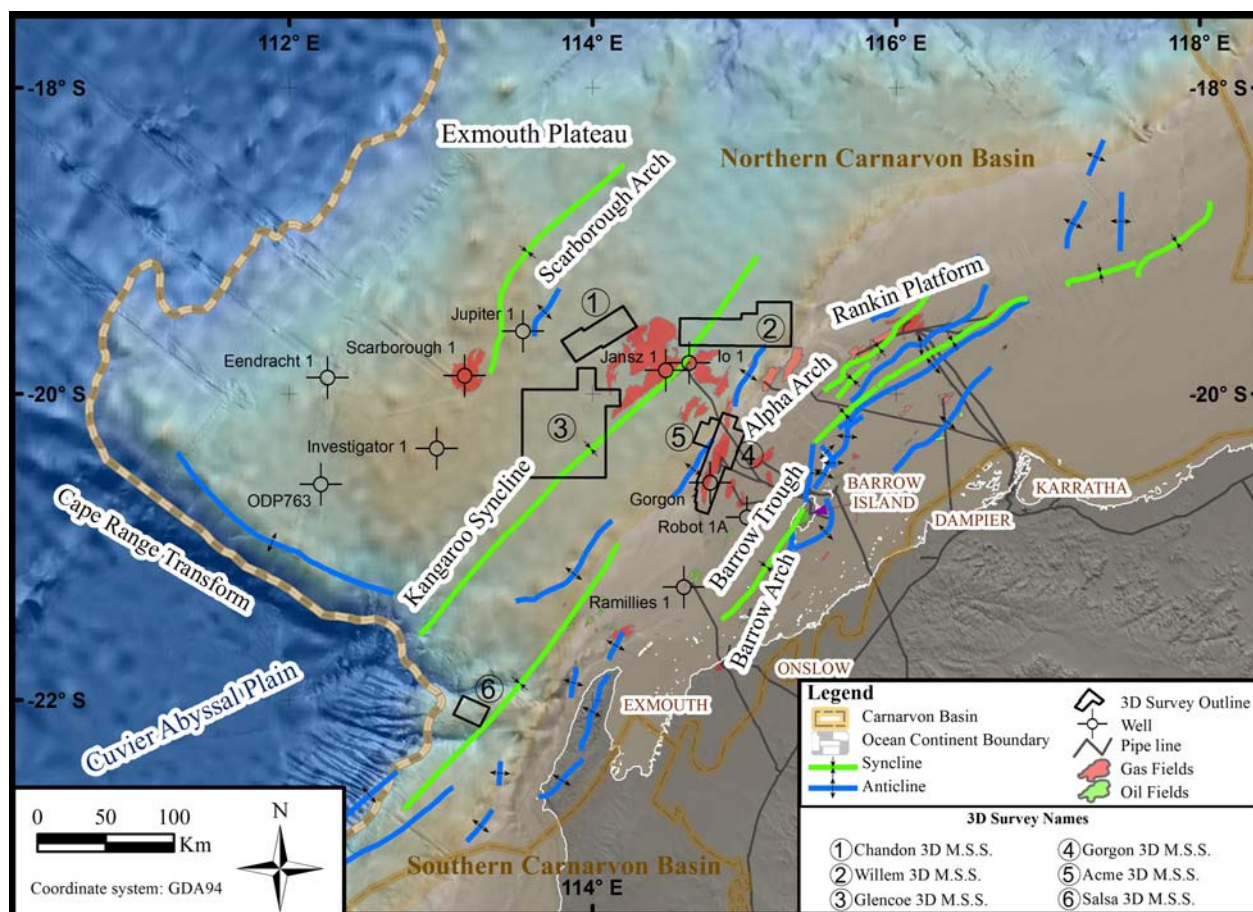 112° E
114° E
116° E
118° E
-18° S
-18° S
Exmouth Plateau
Northern Carnarvon Basin
Scarborough Arch
Rankin Platform
1
2
Jupiter 1
Scarborough 1
Eendracht 1
Jansz 1
Io 1
-20° S
-20° S
Alpha Arch
3
5
4
Investigator 1
ODP763
Gorgon
Robot 1A
BARROW
ISLAND
KARRATHA
DAMPIER
Cape Range Transform
Kangaroo Syncline
Barrow Trough
Barrow Arch
Ramillies 1
ONSLOW
-22° S
6
EXMOUTH
Cuvier Abyssal Plain
Southern Carnarvon Basin
114° E
0 50 100
Km
N
Coordinate system: GDA94
Legend
Carnarvon Basin
Ocean Continent Boundary
Syncline
Anticline
3D Survey Outline
Well
Pipe line
Gas Fields
Oil Fields
3D Survey Names
1 Chandon 3D M.S.S.
2 Willem 3D M.S.S.
3 Glencoe 3D M.S.S.
4 Gorgon 3D M.S.S.
5 Acme 3D M.S.S.
6 Salsa 3D M.S.S.